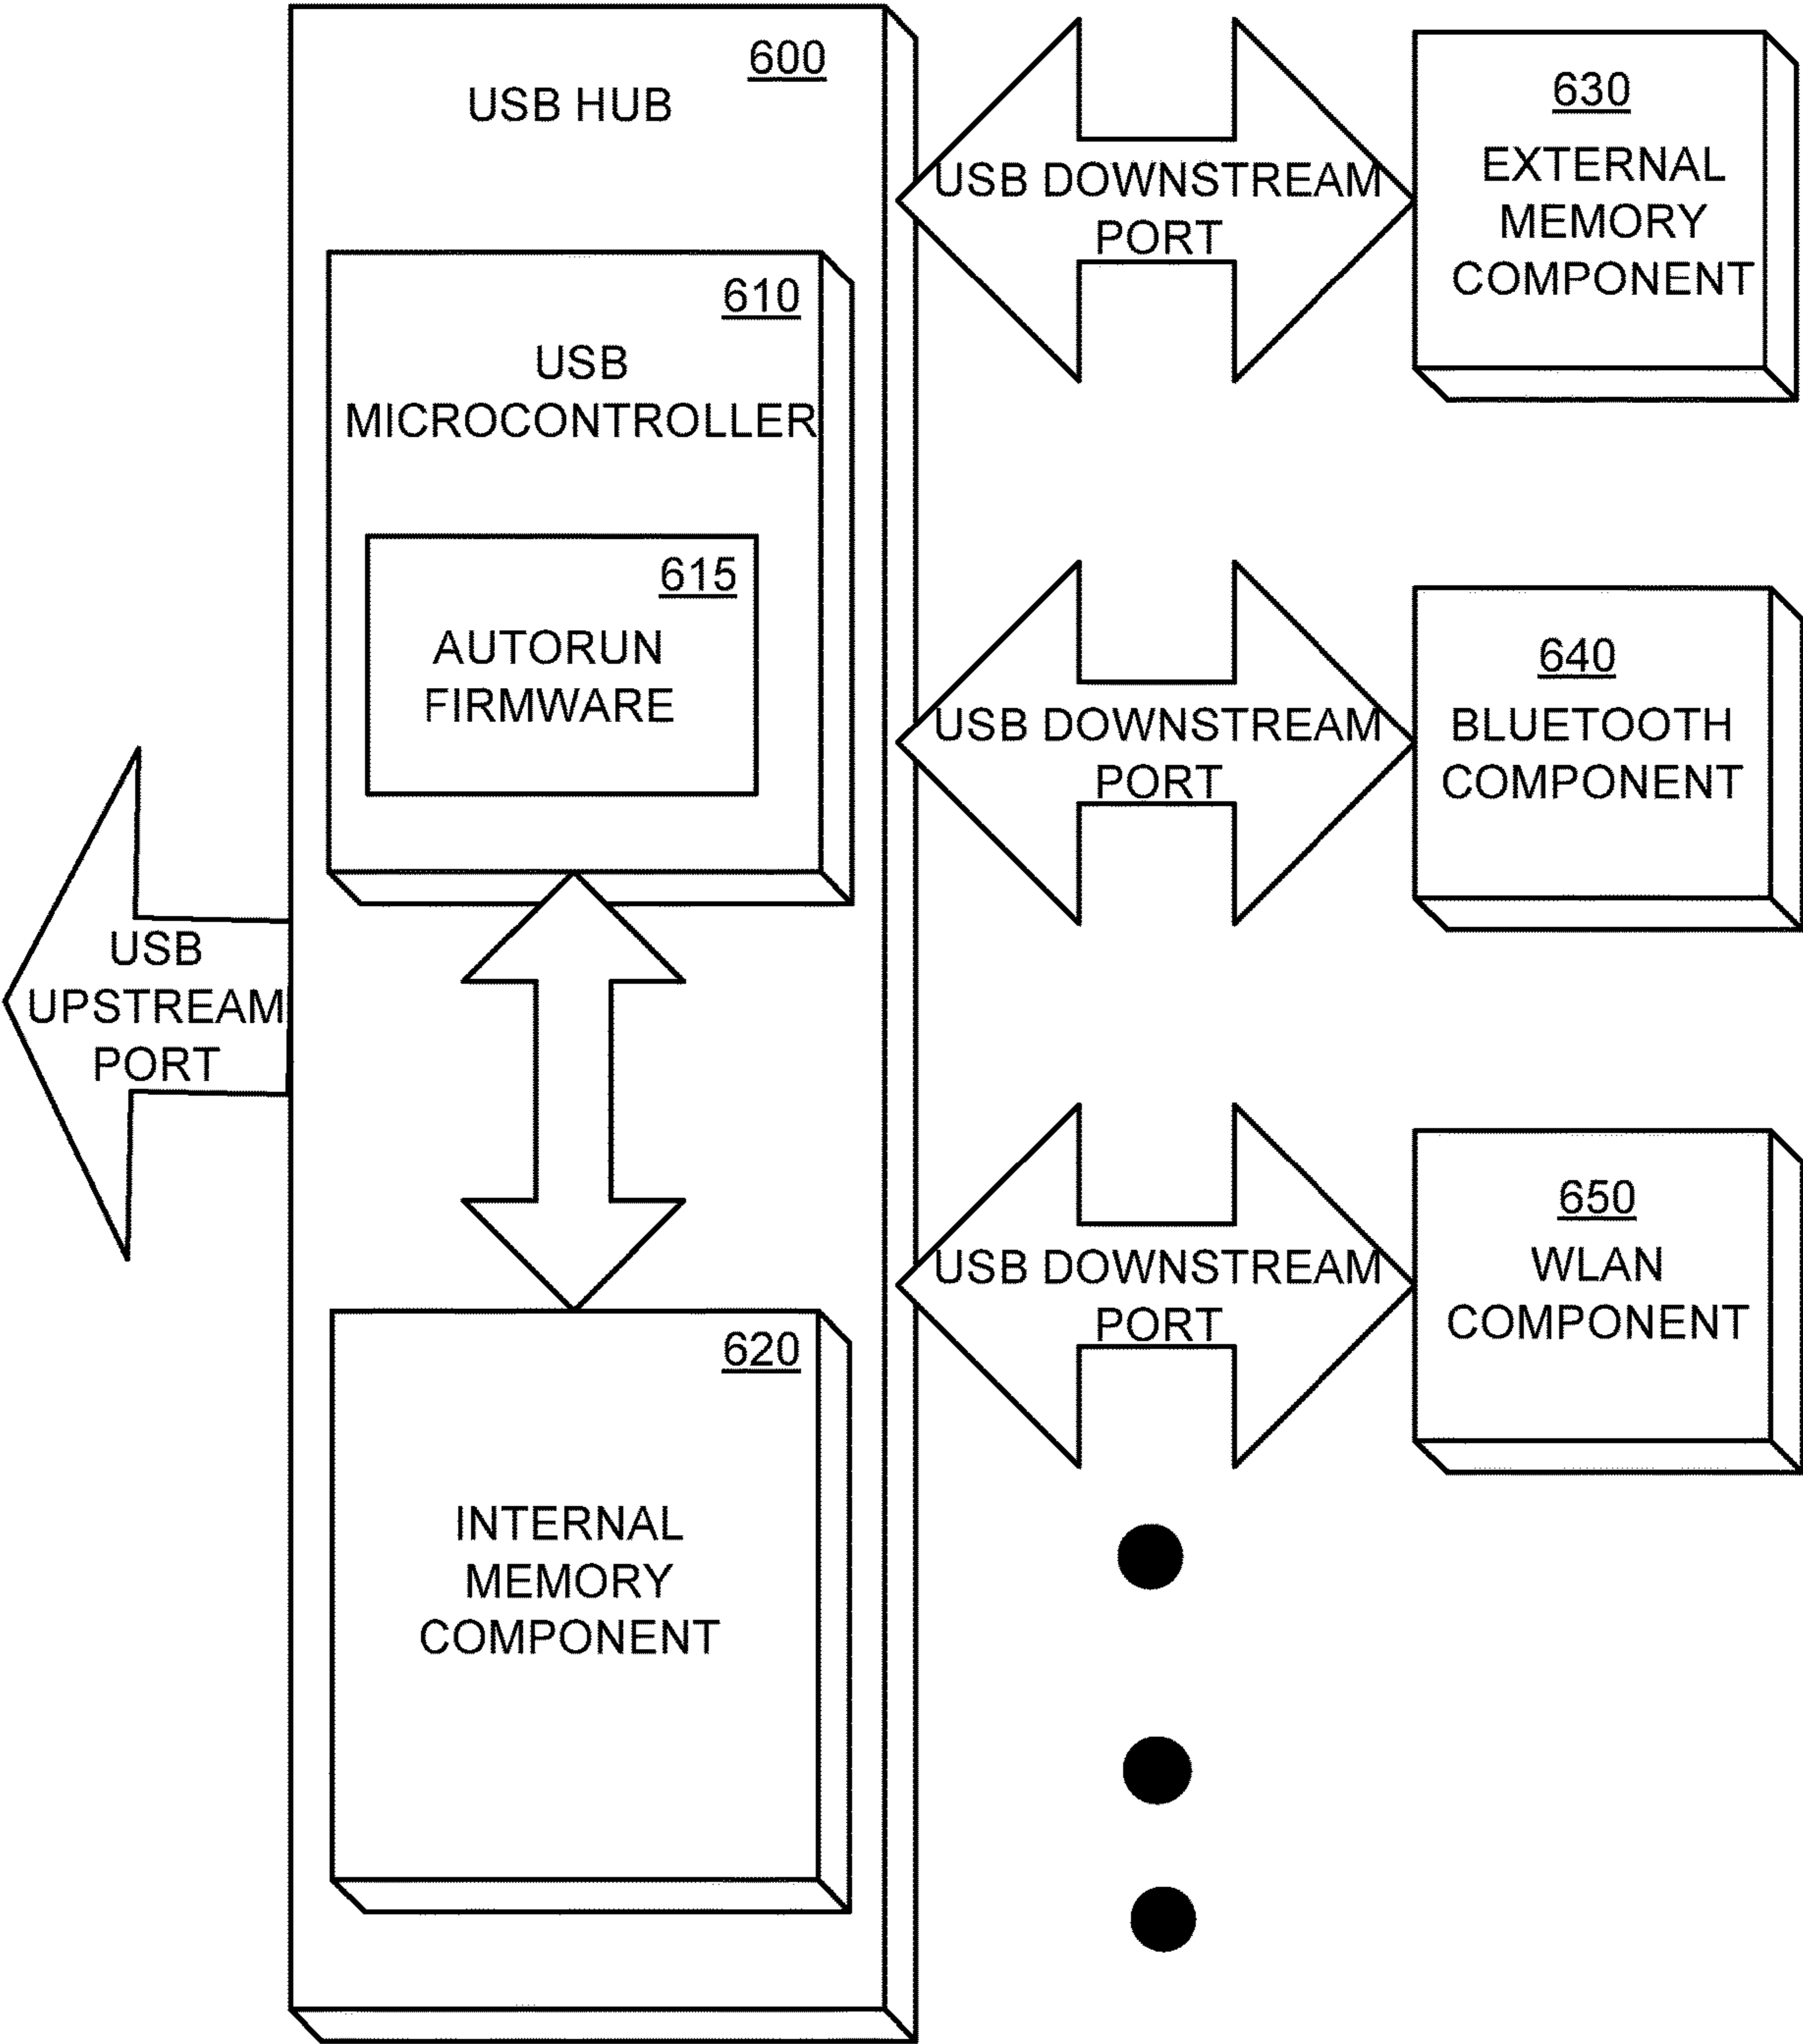 600
USB HUB
610
USB
MICROCONTROLLER
615
AUTORUN
FIRMWARE
USB
UPSTREAM
PORT
620
INTERNAL
MEMORY
COMPONENT
USB DOWNSTREAM
PORT
630
EXTERNAL
MEMORY
COMPONENT
USB DOWNSTREAM
PORT
640
BLUETOOTH
COMPONENT
USB DOWNSTREAM
PORT
650
WLAN
COMPONENT